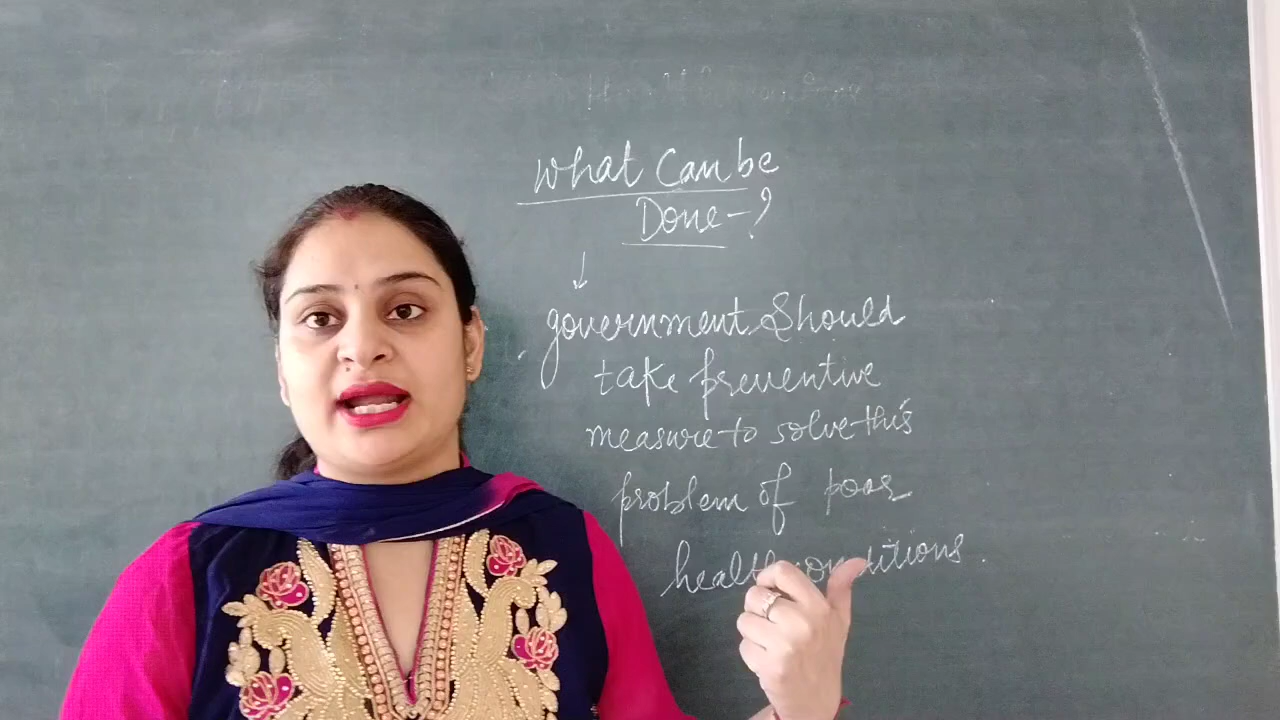 What Can be
Done-?
government Should
take preventive
measure to solve this
problem of poor
health conditions.